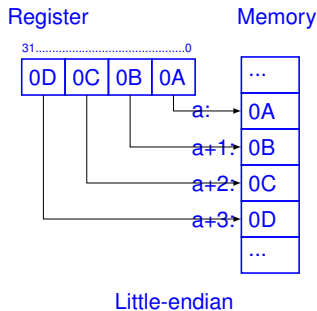 Register Memory
31...........................................0
0D 0C 0B 0A
...
a: 0A
a+1: 0B
a+2: 0C
a+3: 0D
...
Little-endian